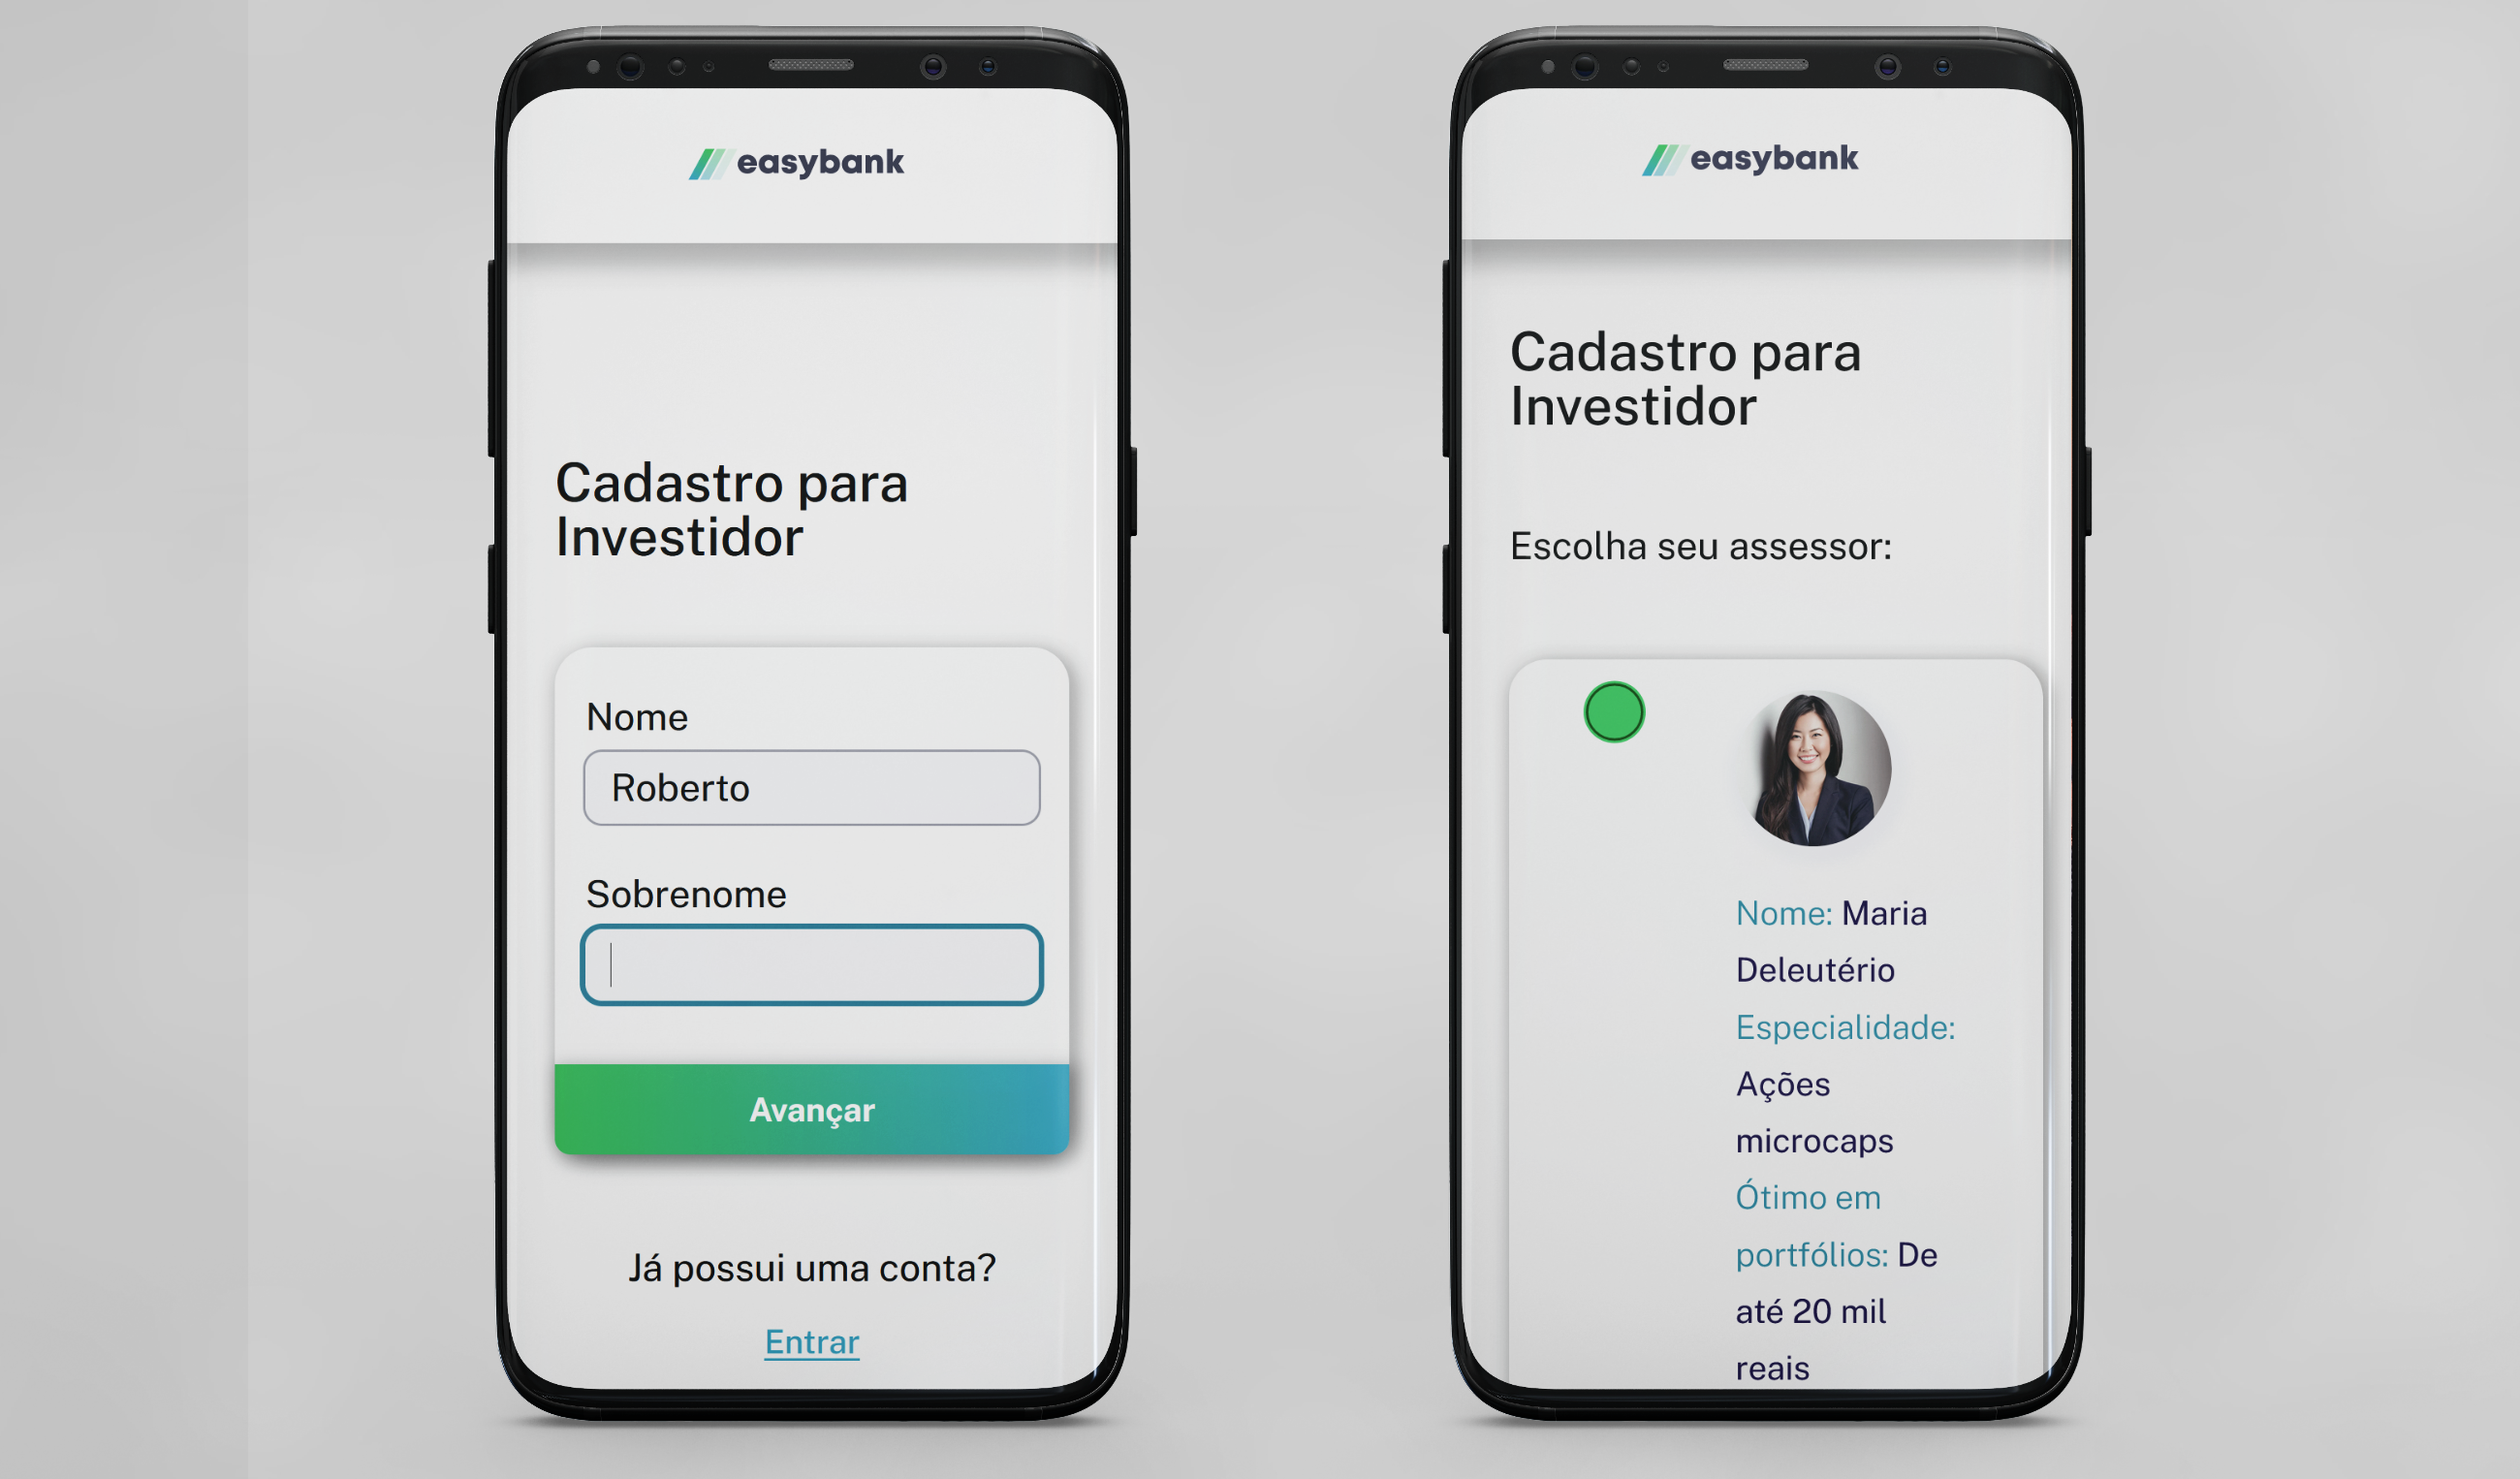 easybank
Cadastro para
Investidor
Nome
Roberto
Sobrenome
Avançar
Já possui uma conta?
Entrar
easybank
Cadastro para
Investidor
Escolha seu assessor:
Nome: Maria
Deleutério
Especialidade:
Ações
microcaps
Ótimo em
portfólios: De
até 20 mil
reais